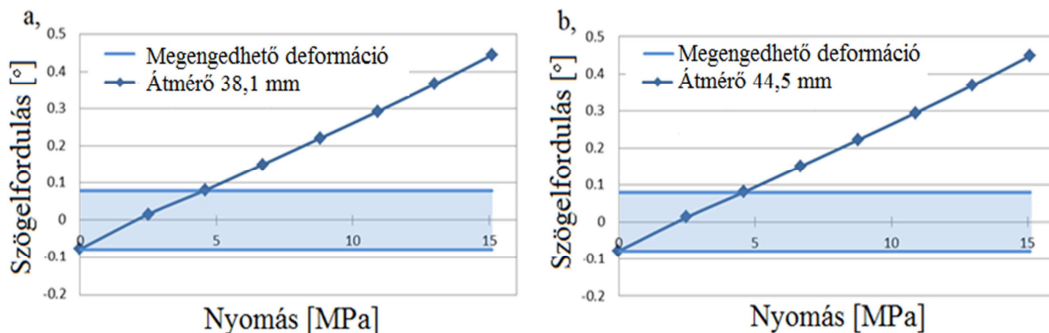 a,
0.5
0.4
0.3
0.2
0.1
0
-0.1
-0.2
0
5
10
15
Megengedhető deformáció
Átmérő 38,1 mm
Szögelfordulás [°]
Nyomás [MPa]
b,
0.5
0.4
0.3
0.2
0.1
0
-0.1
-0.2
0
5
10
15
Megengedhető deformáció
Átmérő 44,5 mm
Szögelfordulás [°]
Nyomás [MPa]